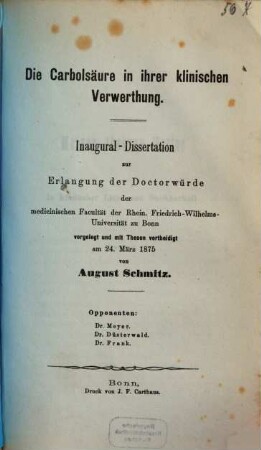 Die Carbolsäure in ihrer klinischen
Verwerthung.
Inaugural-Dissertation
zur
Erlangung der Doctorwürde
der
medicinischen Facultät der Rhein. Friedrich-Wilhelms-
Universität zu Bonn
vorgelegt und mit Thesen vertheidigt
am 24. März 1875
von
August Schmitz.
Opponenten:
Dr. Meyer.
Dr. Düsterwald.
Dr. Frank.
Bonn,
Druck von J. F. Carthaus.